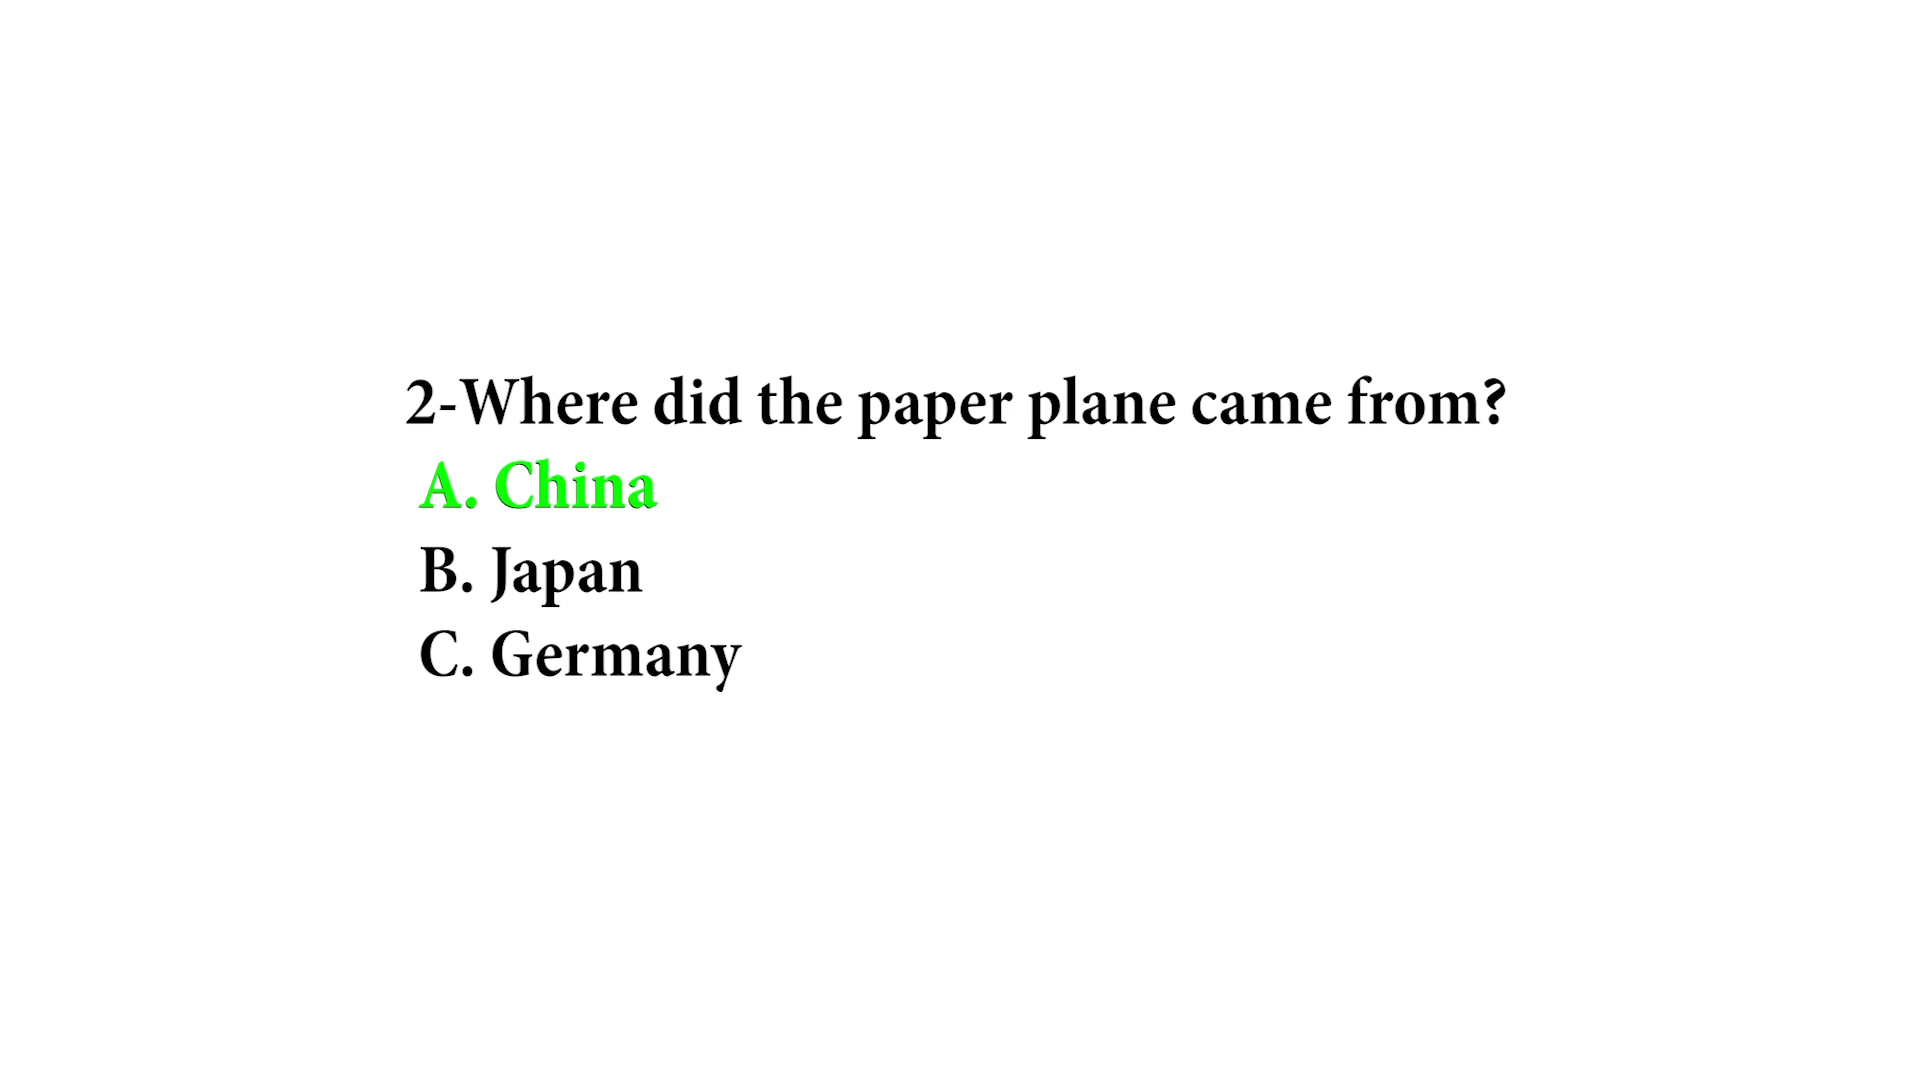 2-Where did the paper plane came from?
A. China
B. Japan
C. Germany